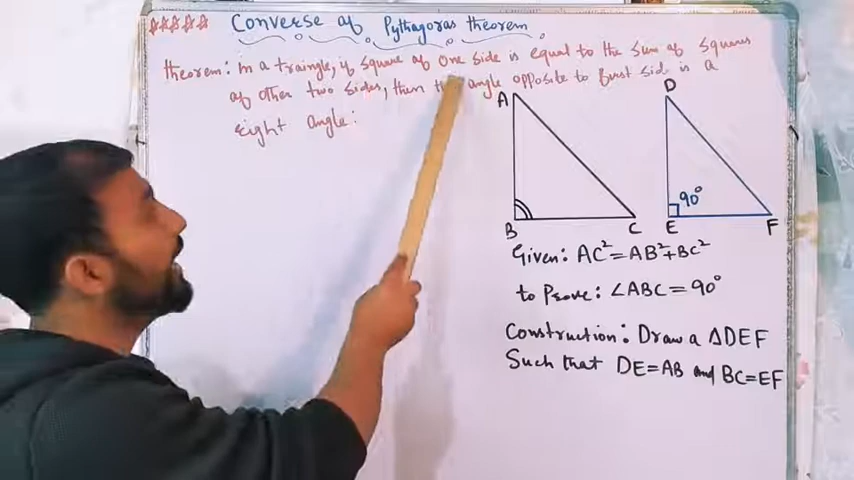 Converse of Pythagoras theorem
theorem: in a traingle, if square of one side is equal to the sum of squares
of other two sides, then the angle opposite to first side is a
right angle:
A
D
90°
B
C
E
F
Given: AC²=AB²+BC²
to Prove: ∠ABC=90°
Construction: Draw a ΔDEF
Such that DE=AB and BC=EF